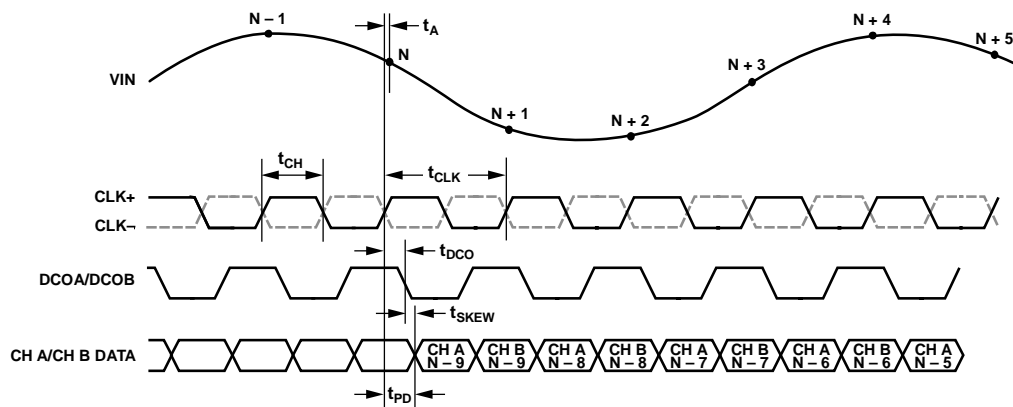 N – 1
t_A
N
N + 4
N + 5
N + 3
VIN
N + 1
N + 2
t_CH
t_CLK
CLK+
CLK¬
t_DCO
DCOA/DCOB
t_SKEW
CH A/CH B DATA
CH A
N – 9
CH B
N – 9
CH A
N – 8
CH B
N – 8
CH A
N – 7
CH B
N – 7
CH A
N – 6
CH B
N – 6
CH A
N – 5
t_PD